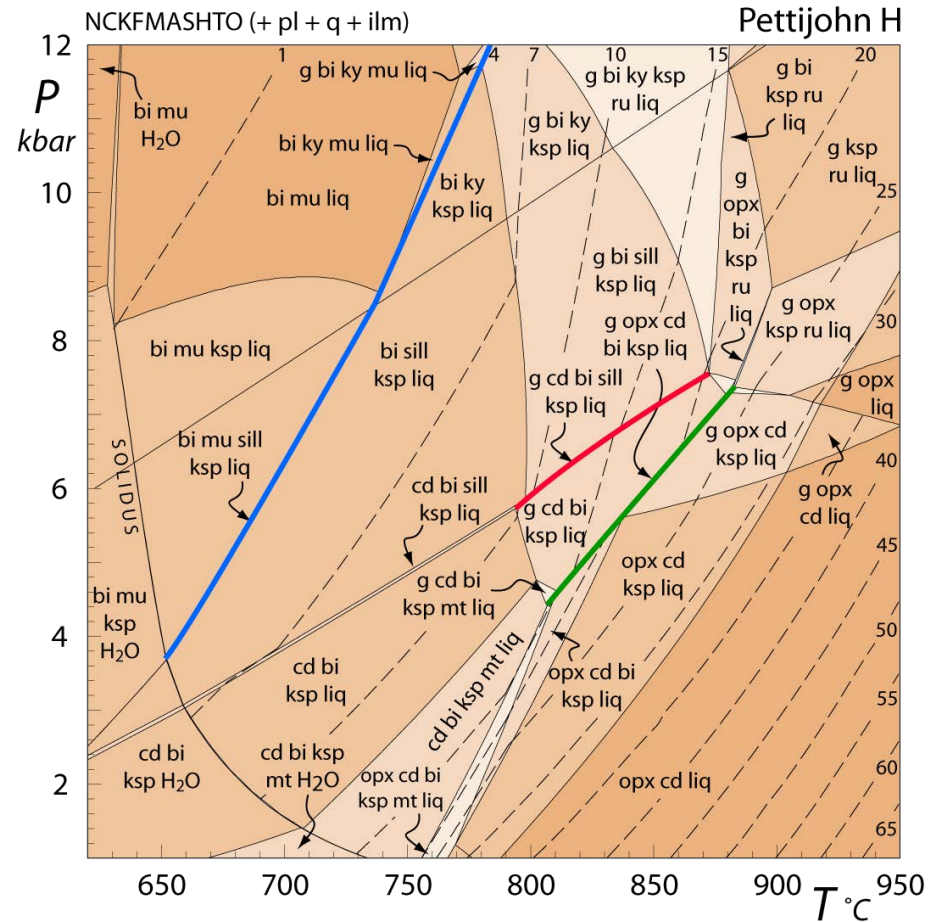 NCKFMASHTO (+ pl + q + ilm)
Pettijohn H
12
P
kbar
10
8
6
4
2
1
4
7
10
15
20
25
30
40
45
50
55
60
65
bi mu
H₂O
g bi ky mu liq
bi ky mu liq
bi mu liq
bi ky
ksp liq
g bi ky
ksp liq
g bi ky ksp
ru liq
g bi
ksp ru
liq
g ksp
ru liq
g
opx
bi
ksp
ru
liq
g bi sill
ksp liq
g opx cd
bi ksp liq
g opx
ksp ru liq
bi mu ksp liq
bi sill
ksp liq
g cd bi sill
ksp liq
g opx
liq
SOLIDUS
bi mu sill
ksp liq
cd bi sill
ksp liq
g cd bi
ksp liq
g opx cd
ksp liq
g opx
cd liq
bi mu
ksp
H₂O
g cd bi
ksp mt liq
opx cd
ksp liq
cd bi
ksp liq
cd bi ksp mt liq
opx cd bi
ksp liq
cd bi
ksp H₂O
cd bi ksp
mt H₂O
opx cd bi
ksp mt liq
opx cd liq
650
700
750
800
850
900
950
T °C